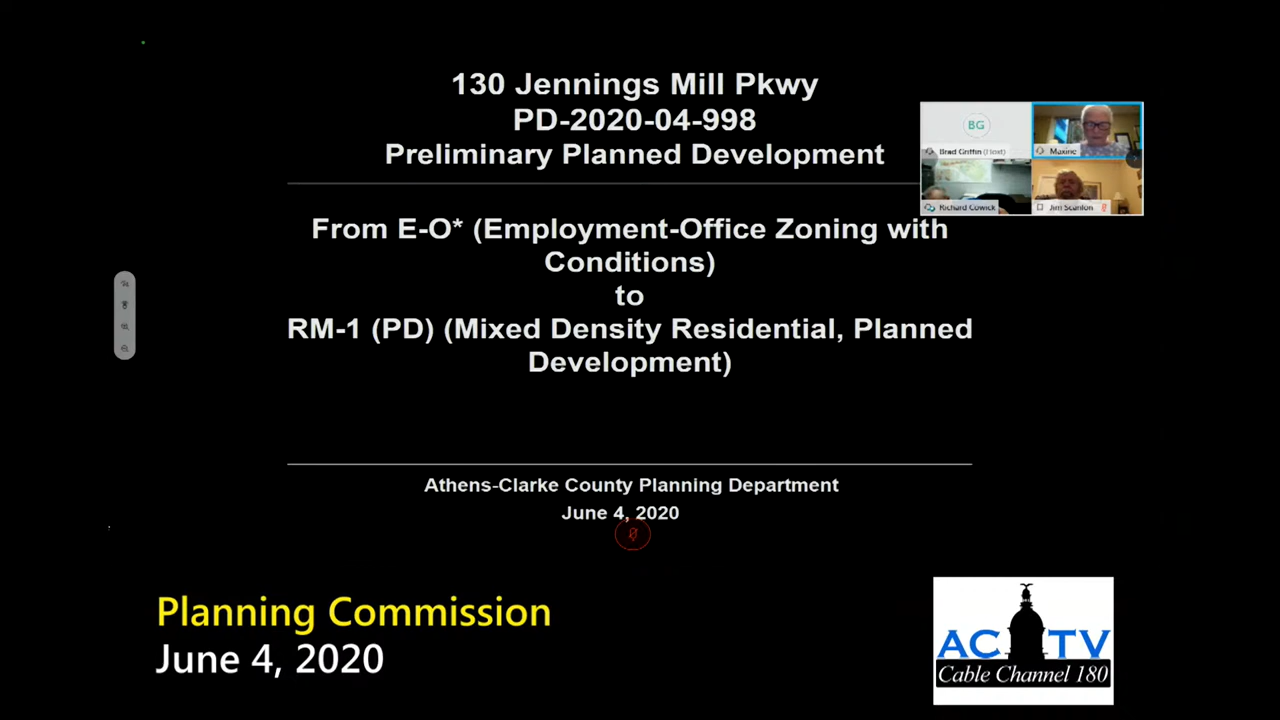 130 Jennings Mill Pkwy
PD-2020-04-998
Preliminary Planned Development
BG
Brad Griffin (Host)
Maxine
Richard Cowick
Jim Scanlon
From E-O* (Employment-Office Zoning with
Conditions)
to
RM-1 (PD) (Mixed Density Residential, Planned
Development)
Athens-Clarke County Planning Department
June 4, 2020
Planning Commission
June 4, 2020
ACTV
Cable Channel 180